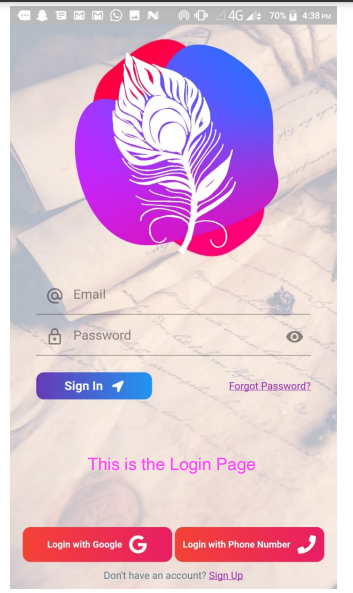 4G 70% 4:38 PM
Email
Password
Sign In
Forgot Password?
This is the Login Page
Login with Google
Login with Phone Number
Don't have an account? Sign Up